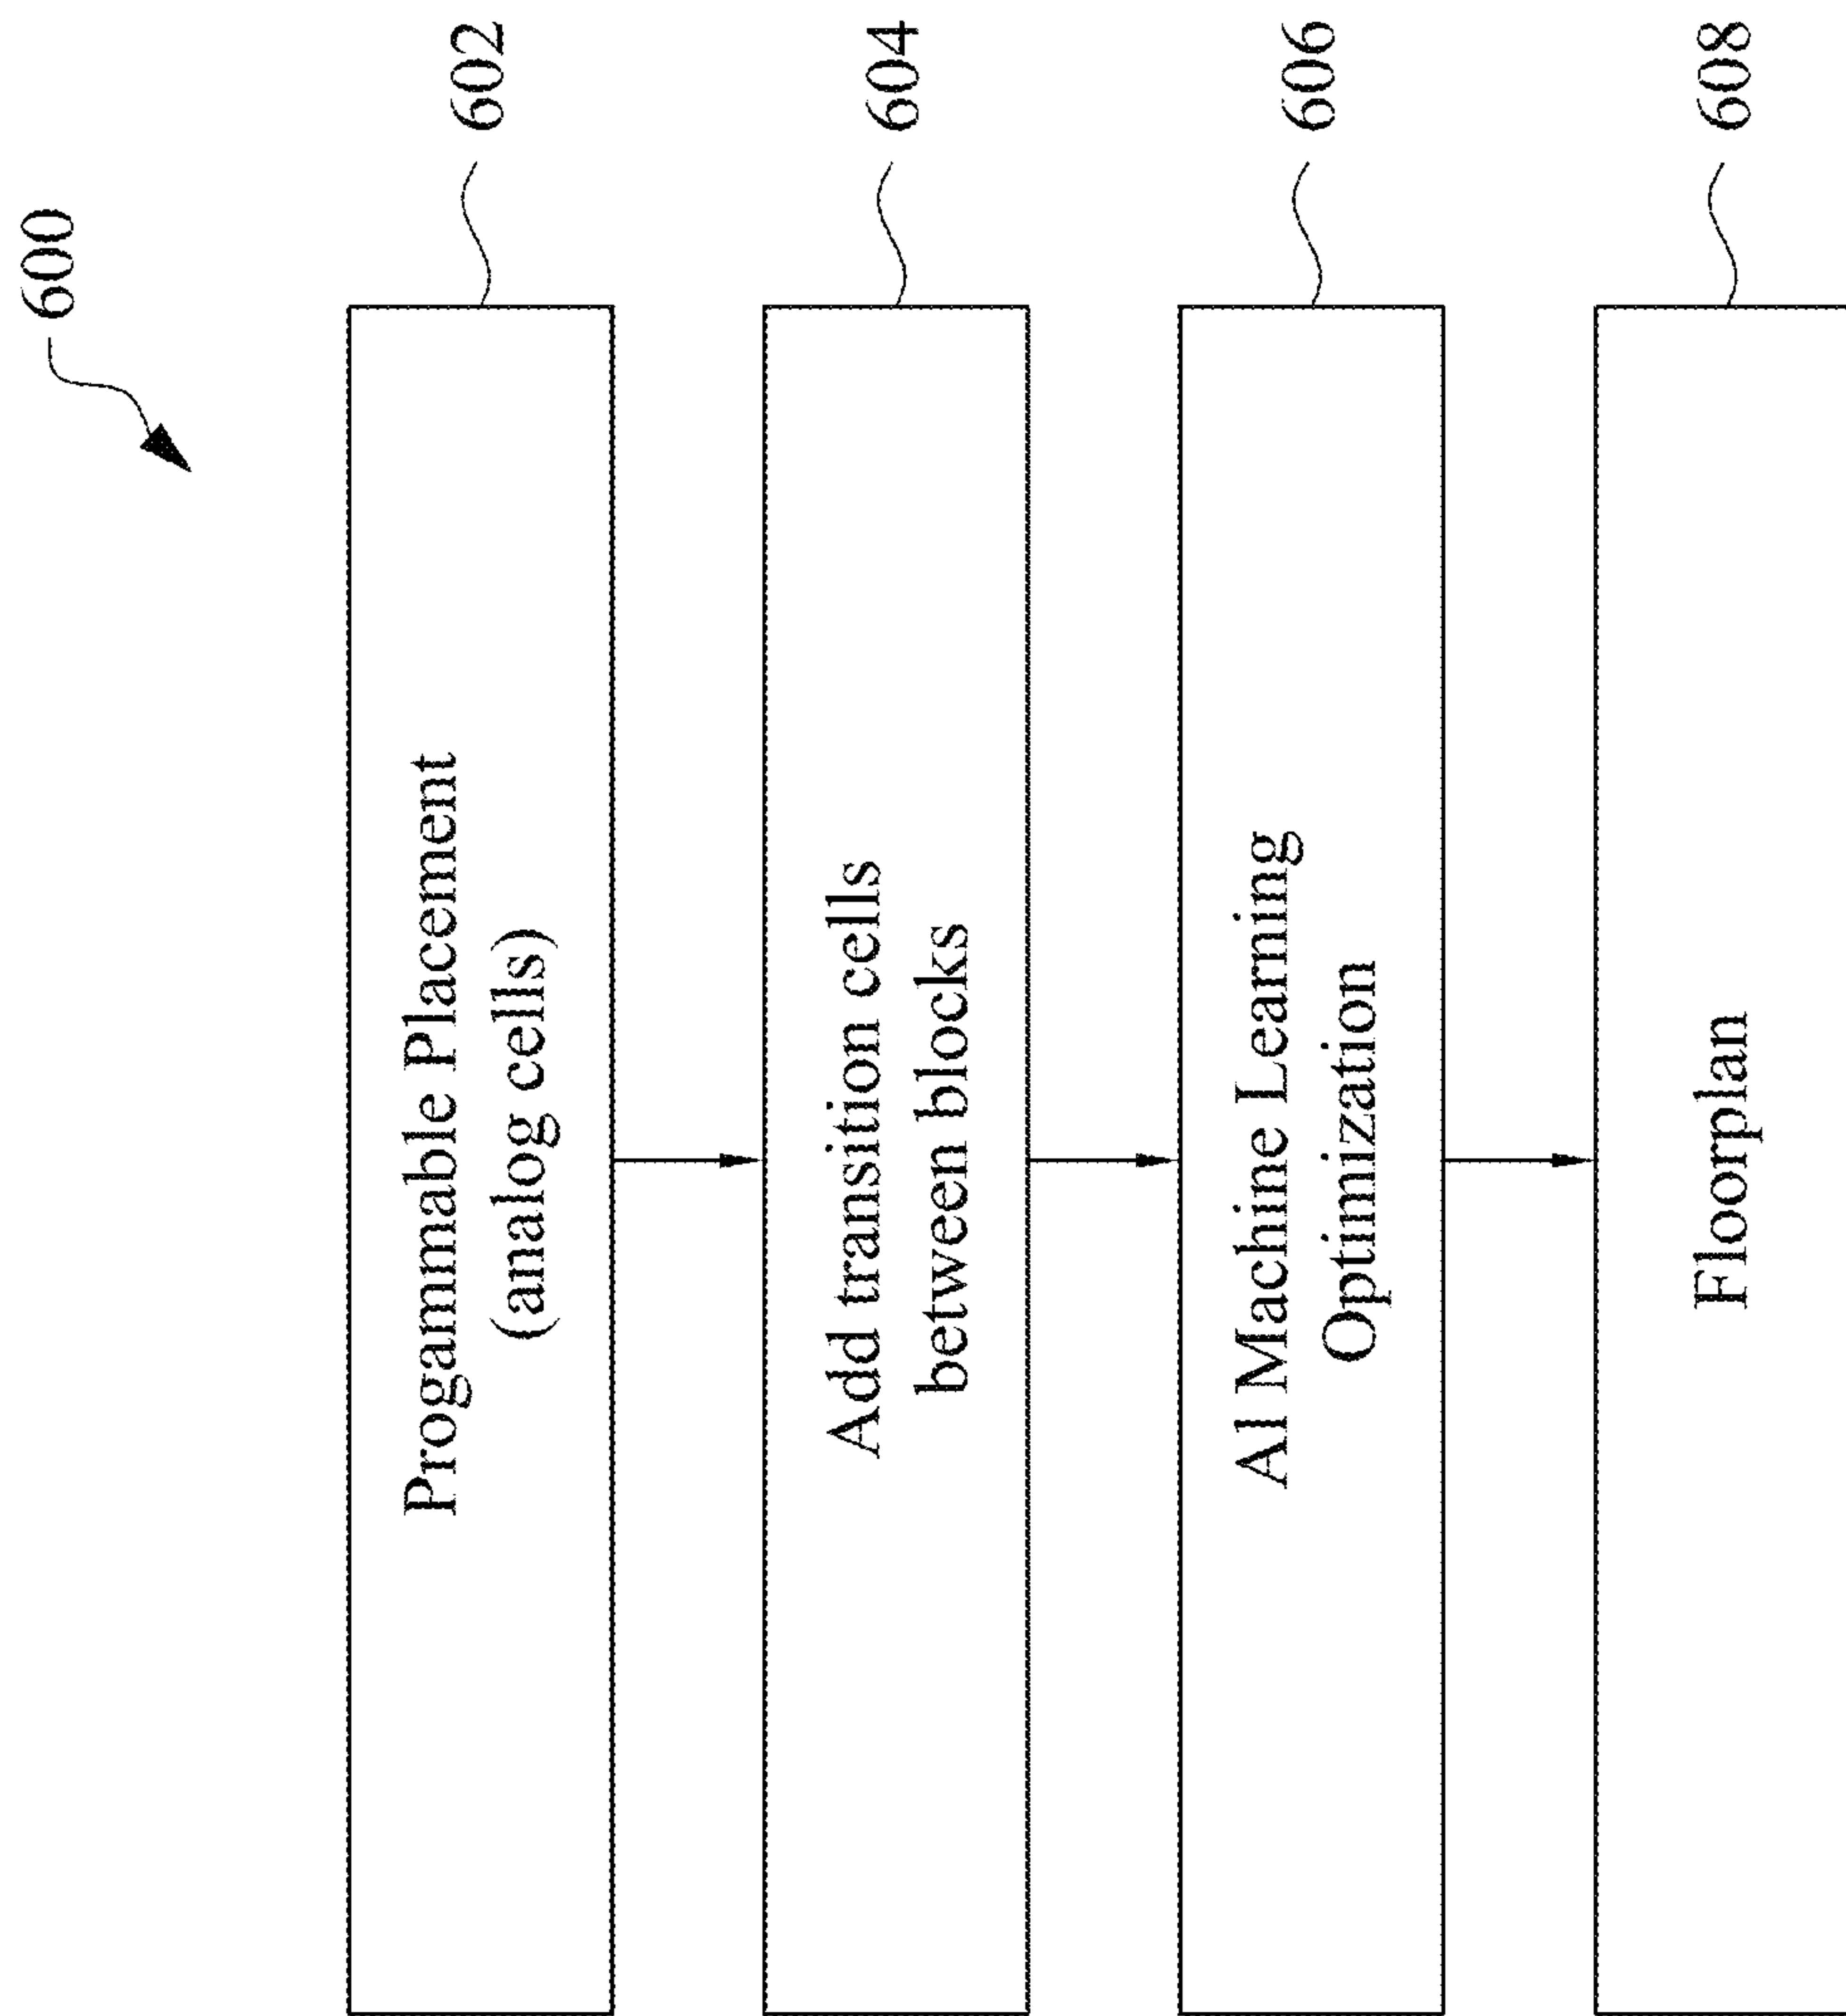 600
Progammable Placement
(analog cells)
602
Add transition cells
between blocks
604
AI Machine Learning
Optimization
606
Floorplan
608